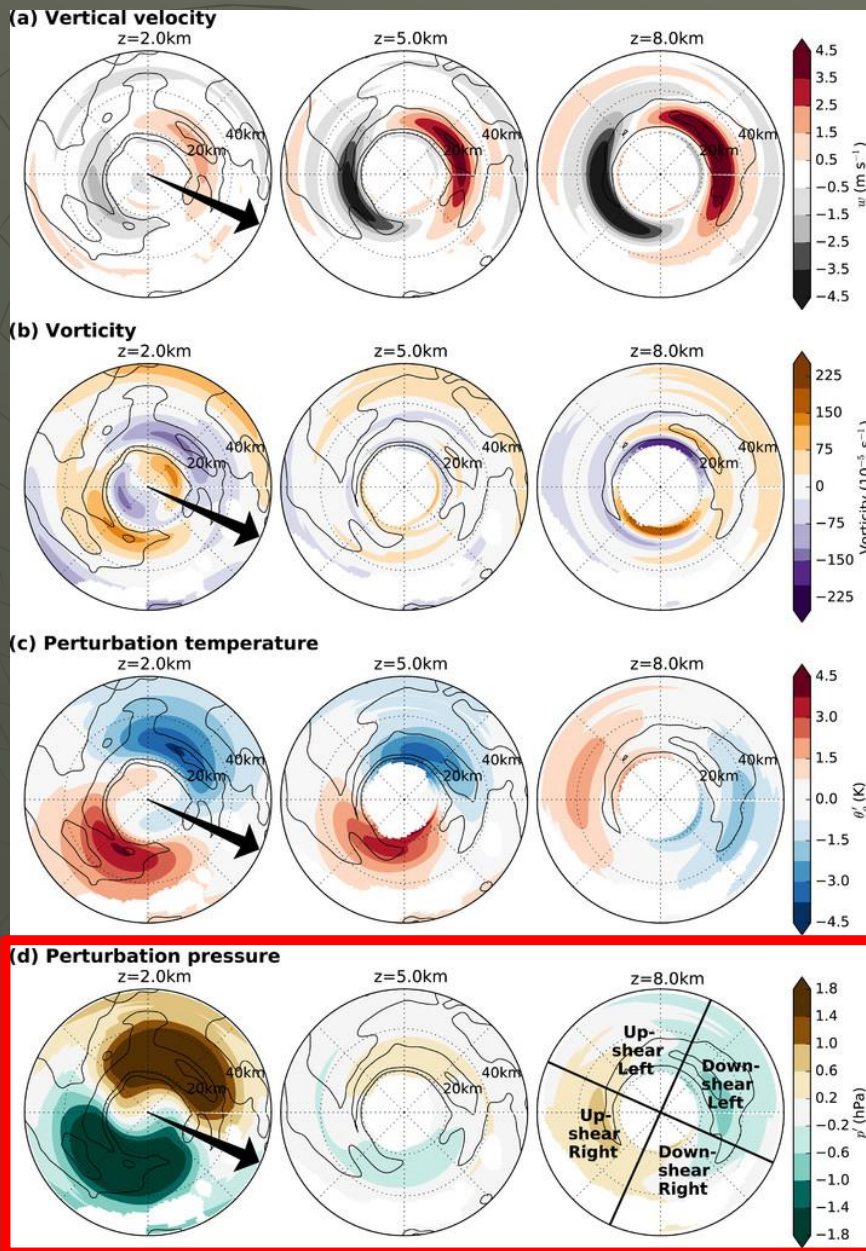 (a) Vertical velocity
z=2.0km z=5.0km z=8.0km
40km 40km 40km
20km 20km 20km
4.5
3.5
2.5
1.5
0.5
−0.5
−1.5
−2.5
−3.5
−4.5
w (m s⁻¹)
(b) Vorticity
z=2.0km z=5.0km z=8.0km
40km 40km 40km
20km 20km 20km
225
150
75
0
−75
−150
−225
Vorticity (10⁻⁵ s⁻¹)
(c) Perturbation temperature
z=2.0km z=5.0km z=8.0km
40km 40km 40km
20km 20km 20km
4.5
3.0
1.5
0.0
−1.5
−3.0
−4.5
(K)
(d) Perturbation pressure
z=2.0km z=5.0km z=8.0km
40km 40km
20km 20km
Up-
shear
Left
Down-
shear
Left
Up-
shear
Right
Down-
shear
Right
1.8
1.4
1.0
0.6
0.2
−0.2
−0.6
−1.0
−1.4
−1.8
p′ (hPa)